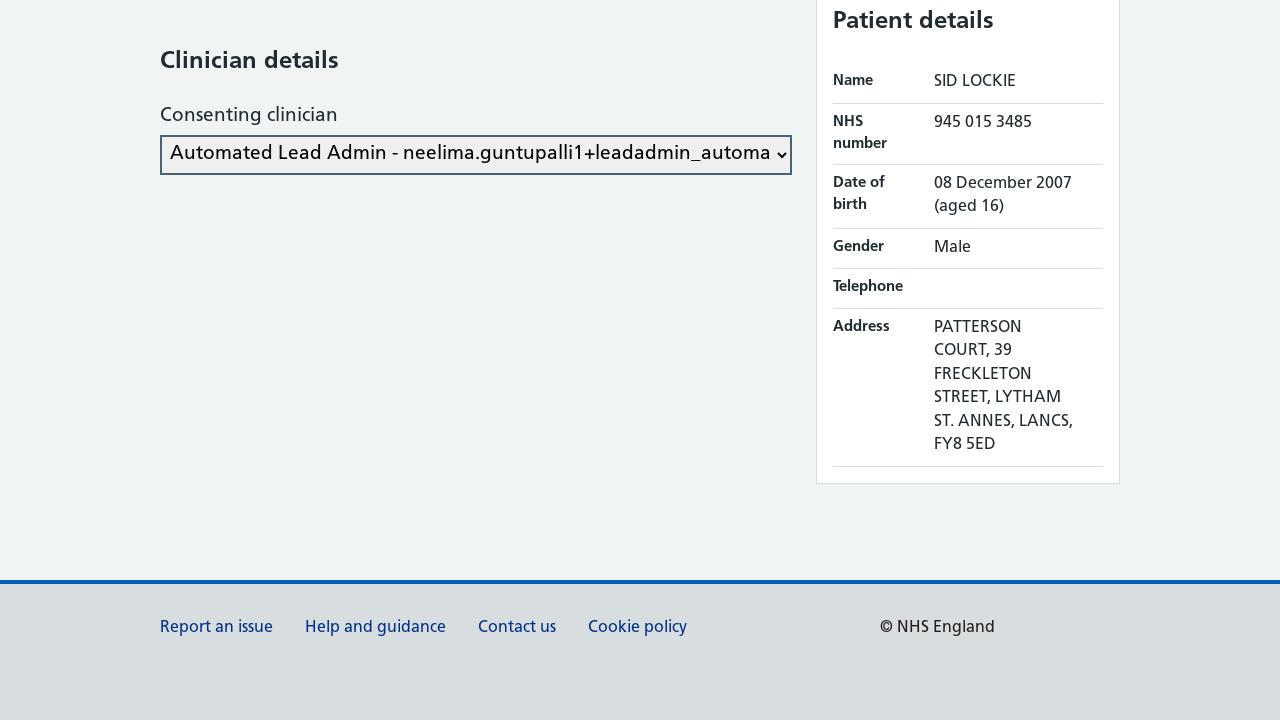 Clinician details
Consenting clinician
Automated Lead Admin - neelima.guntupalli1+leadadmin_automa
Patient details
Name SID LOCKIE
NHS number 945 015 3485
Date of birth 08 December 2007 (aged 16)
Gender Male
Telephone
Address PATTERSON
COURT, 39
FRECKLETON
STREET, LYTHAM
ST. ANNES, LANCS,
FY8 5ED
Report an issue Help and guidance Contact us Cookie policy © NHS England